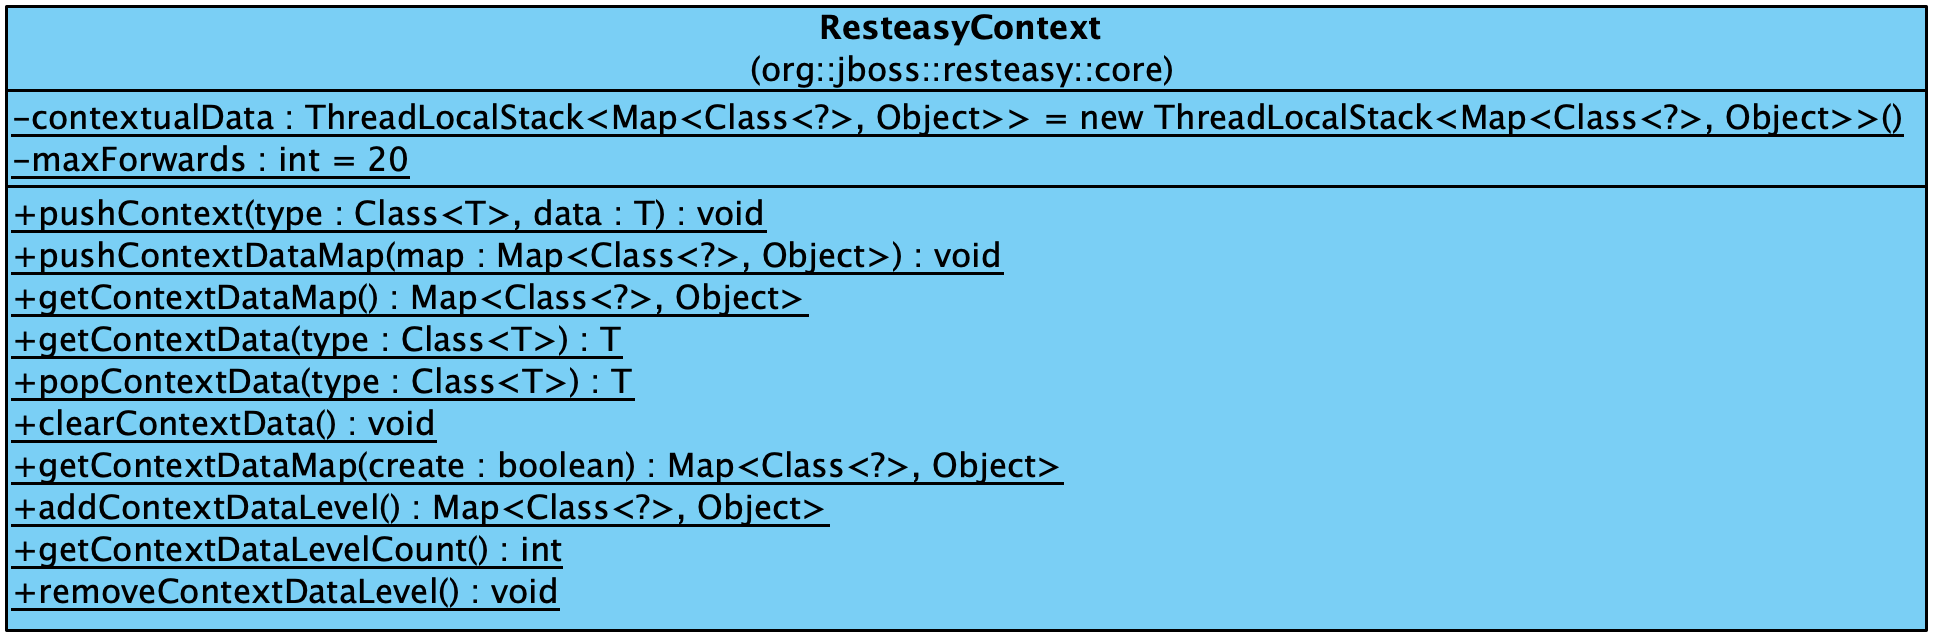 ResteasyContext
(org::jboss::resteasy::core)
-contextualData : ThreadLocalStack<Map<Class<?>, Object>> = new ThreadLocalStack<Map<Class<?>, Object>>()
-maxForwards : int = 20
+pushContext(type : Class<T>, data : T) : void
+pushContextDataMap(map : Map<Class<?>, Object>) : void
+getContextDataMap() : Map<Class<?>, Object>
+getContextData(type : Class<T>) : T
+popContextData(type : Class<T>) : T
+clearContextData() : void
+getContextDataMap(create : boolean) : Map<Class<?>, Object>
+addContextDataLevel() : Map<Class<?>, Object>
+getContextDataLevelCount() : int
+removeContextDataLevel() : void